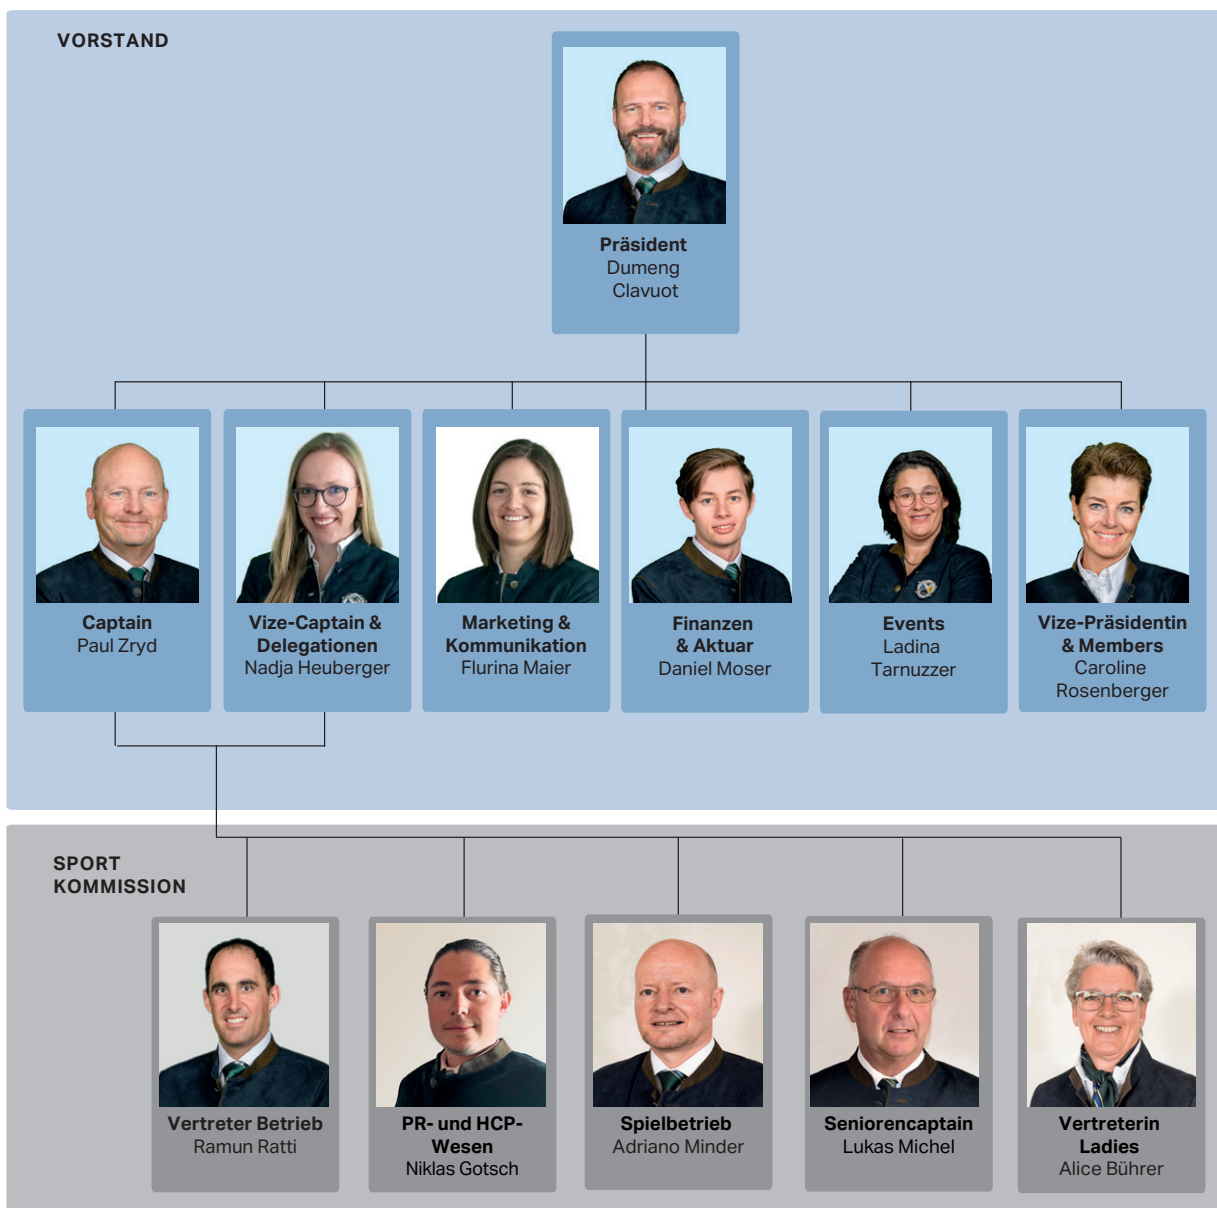 VORSTAND
Präsident
Dumeng
Clavuot
Captain
Paul Zryd
Vize-Captain &
Delegationen
Nadja Heuberger
Marketing &
Kommunikation
Flurina Maier
Finanzen
& Aktuar
Daniel Moser
Events
Ladina
Tarnuzzer
Vize-Präsidentin
& Members
Caroline
Rosenberger
SPORT
KOMMISSION
Vertreter Betrieb
Ramun Ratti
PR- und HCP-
Wesen
Niklas Gotsch
Spielbetrieb
Adriano Minder
Seniorencaptain
Lukas Michel
Vertreterin
Ladies
Alice Bührer